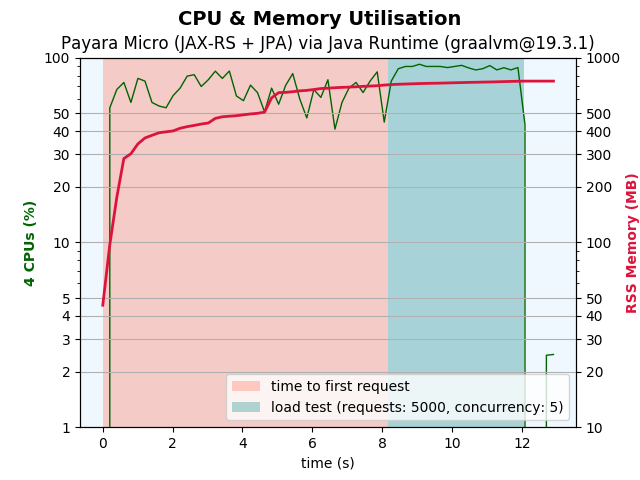 CPU & Memory Utilisation
Payara Micro (JAX-RS + JPA) via Java Runtime (graalvm@19.3.1)
4 CPUs (%)
100
50
40
30
20
10
5
4
3
2
1
1000
500
400
300
200
100
50
40
30
20
10
RSS Memory (MB)
time to first request
load test (requests: 5000, concurrency: 5)
0 2 4 6 8 10 12
time (s)